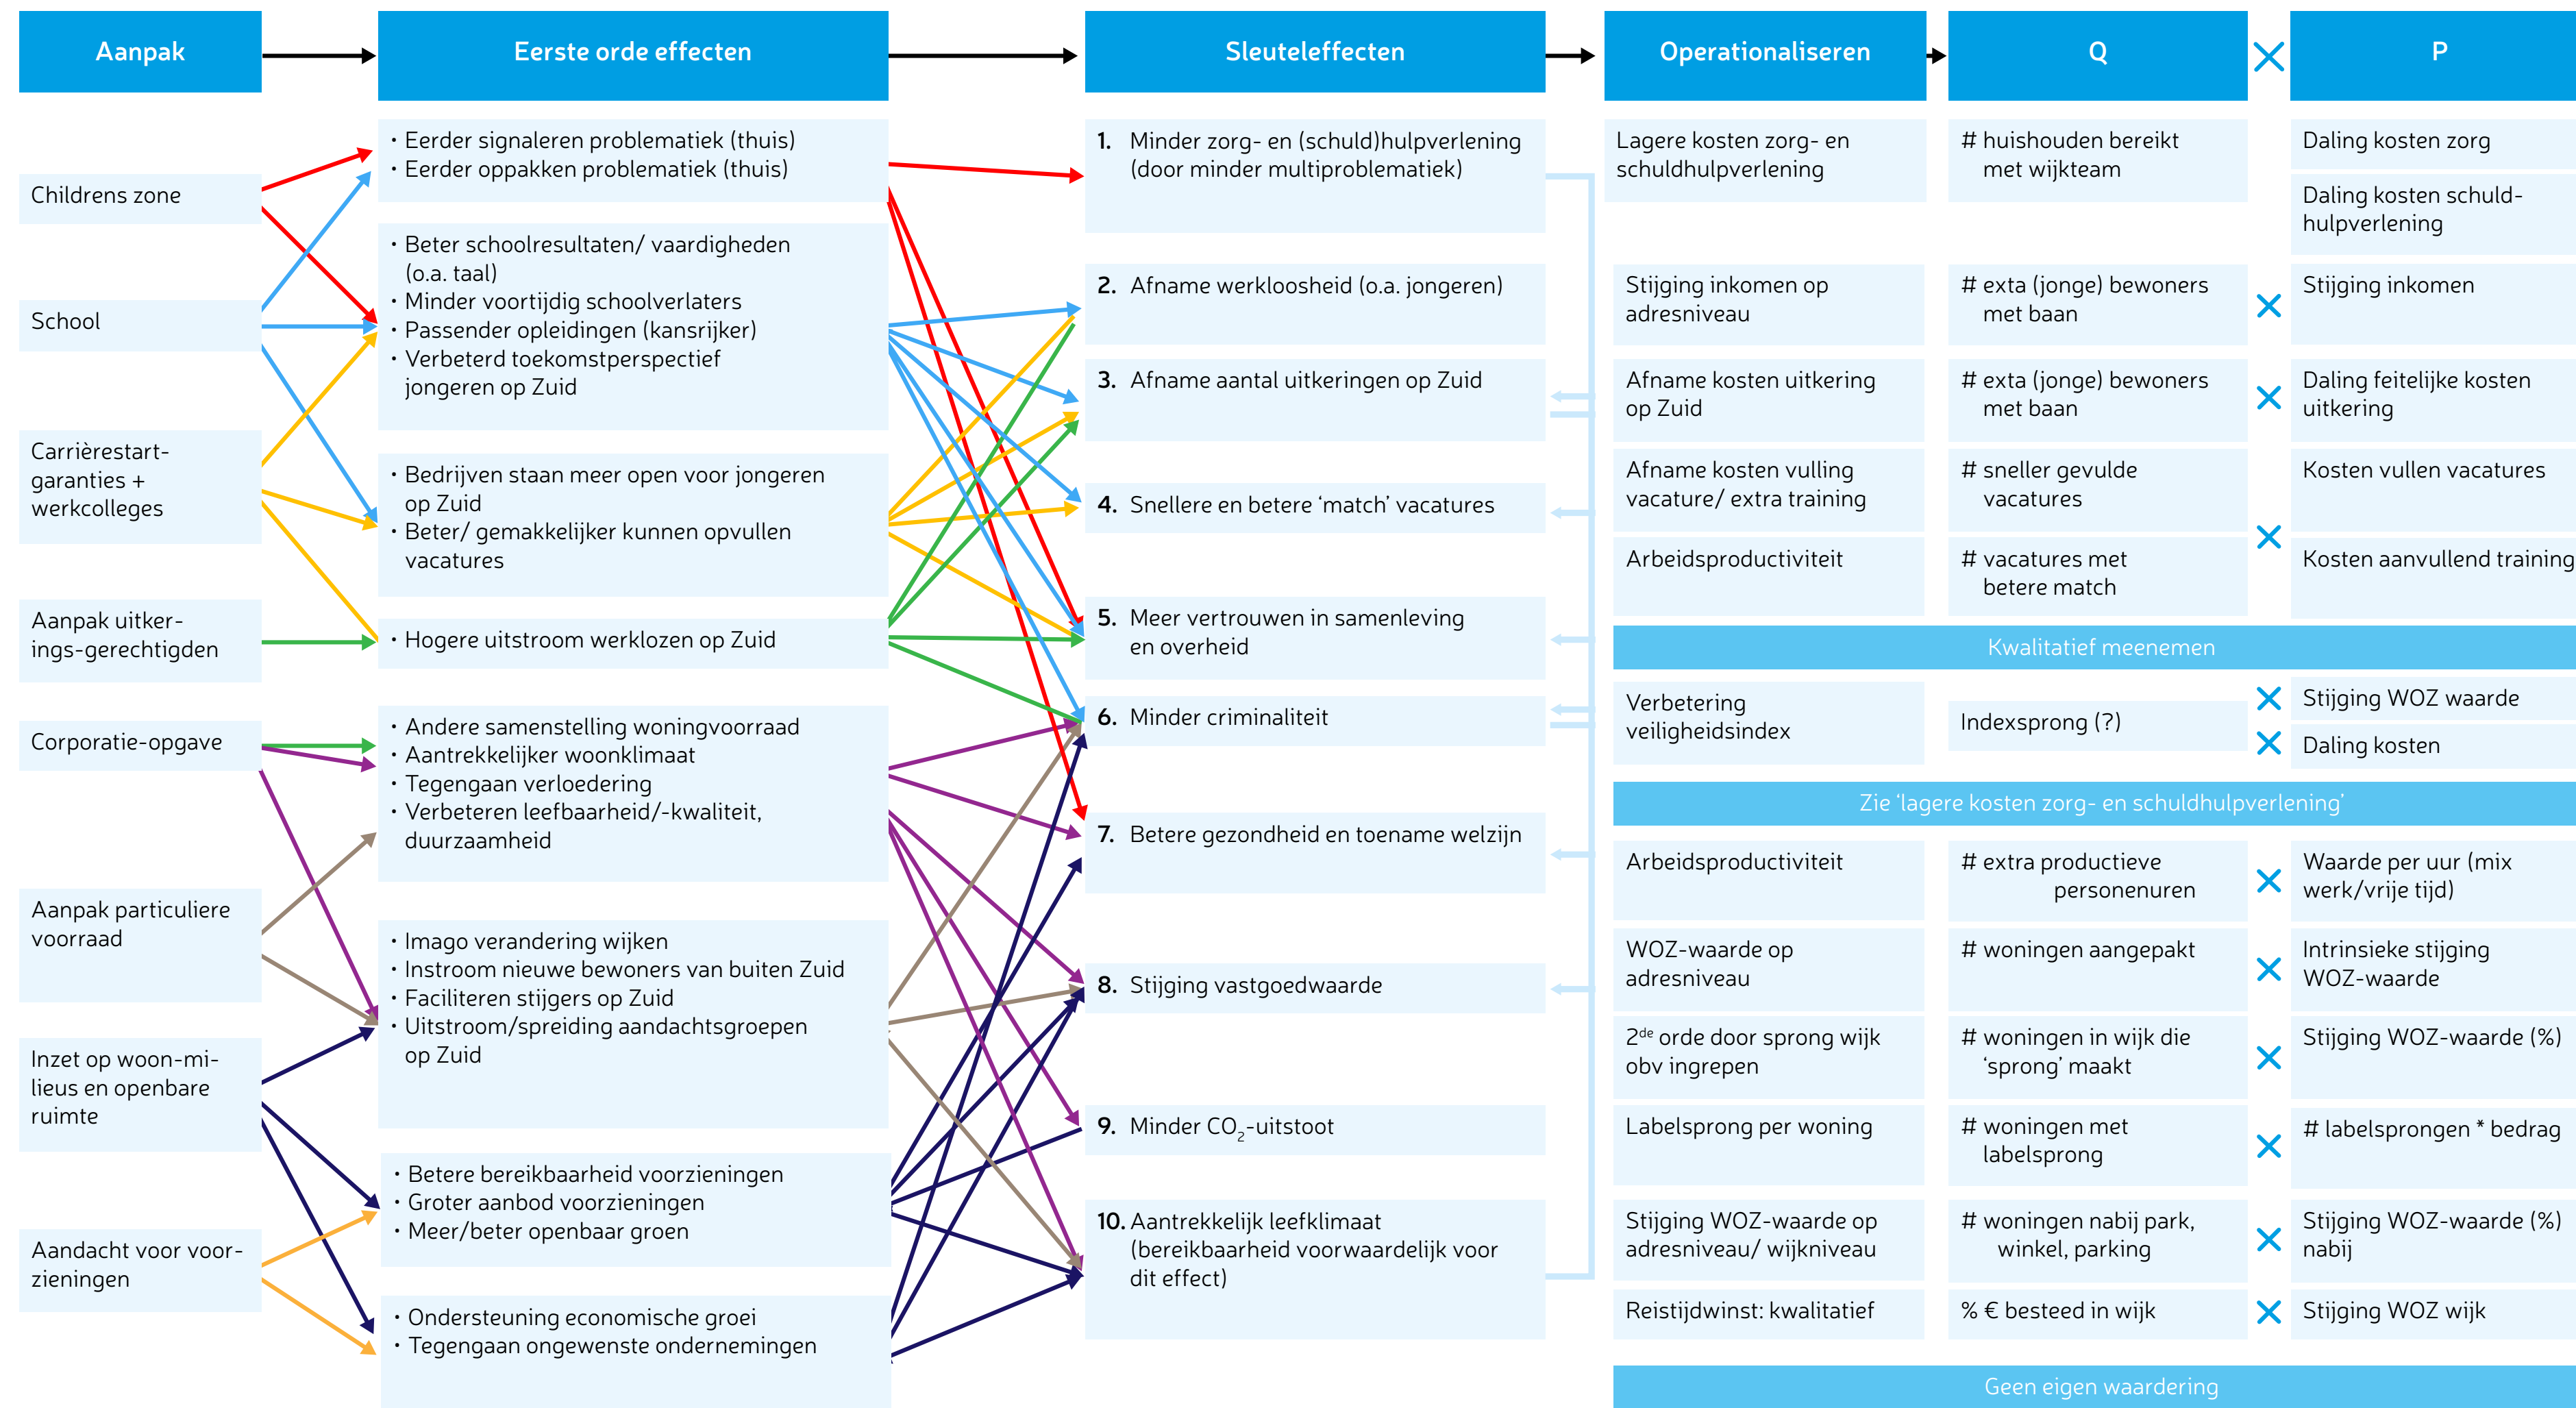 Aanpak
Eerste orde effecten
Sleuteleffecten
Operationaliseren
Q
P
Childrens zone
School
Carrièrestart-
garanties +
werkcolleges
Aanpak uitker-
ings-gerechtigden
Corporatie-opgave
Aanpak particuliere
voorraad
Inzet op woon-mi-
lieus en openbare
ruimte
Aandacht voor voor-
zieningen
· Eerder signaleren problematiek (thuis)
· Eerder oppakken problematiek (thuis)
· Beter schoolresultaten/ vaardigheden
(o.a. taal)
· Minder voortijdig schoolverlaters
· Passender opleidingen (kansrijker)
· Verbeterd toekomstperspectief
jongeren op Zuid
· Bedrijven staan meer open voor jongeren
op Zuid
· Beter/ gemakkelijker kunnen opvullen
vacatures
· Hogere uitstroom werklozen op Zuid
· Andere samenstelling woningvoorraad
· Aantrekkelijker woonklimaat
· Tegengaan verloedering
· Verbeteren leefbaarheid/-kwaliteit,
duurzaamheid
· Imago verandering wijken
· Instroom nieuwe bewoners van buiten Zuid
· Faciliteren stijgers op Zuid
· Uitstroom/spreiding aandachtsgroepen
op Zuid
· Betere bereikbaarheid voorzieningen
· Groter aanbod voorzieningen
· Meer/beter openbaar groen
· Ondersteuning economische groei
· Tegengaan ongewenste ondernemingen
1. Minder zorg- en (schuld)hulpverlening
(door minder multiproblematiek)
2. Afname werkloosheid (o.a. jongeren)
3. Afname aantal uitkeringen op Zuid
4. Snellere en betere ‘match’ vacatures
5. Meer vertrouwen in samenleving
en overheid
6. Minder criminaliteit
7. Betere gezondheid en toename welzijn
8. Stijging vastgoedwaarde
9. Minder CO2-uitstoot
10. Aantrekkelijk leefklimaat
(bereikbaarheid voorwaardelijk voor
dit effect)
Lagere kosten zorg- en
schuldhulpverlening
# huishouden bereikt
met wijkteam
Daling kosten zorg
Daling kosten schuld-
hulpverlening
Stijging inkomen op
adresniveau
# exta (jonge) bewoners
met baan
Stijging inkomen
Afname kosten uitkering
op Zuid
# exta (jonge) bewoners
met baan
Daling feitelijke kosten
uitkering
Afname kosten vulling
vacature/ extra training
# sneller gevulde
vacatures
Kosten vullen vacatures
Arbeidsproductiviteit
# vacatures met
betere match
Kosten aanvullend training
Kwalitatief meenemen
Verbetering
veiligheidsindex
Indexsprong (?)
Stijging WOZ waarde
Daling kosten
Zie ‘lagere kosten zorg- en schuldhulpverlening’
Arbeidsproductiviteit
# extra productieve
personenuren
Waarde per uur (mix
werk/vrije tijd)
WOZ-waarde op
adresniveau
# woningen aangepakt
Intrinsieke stijging
WOZ-waarde
2de orde door sprong wijk
obv ingrepen
# woningen in wijk die
‘sprong’ maakt
Stijging WOZ-waarde (%)
Labelsprong per woning
# woningen met
labelsprong
# labelsprongen * bedrag
Stijging WOZ-waarde op
adresniveau/ wijkniveau
# woningen nabij park,
winkel, parking
Stijging WOZ-waarde (%)
nabij
Reistijdwinst: kwalitatief
% € besteed in wijk
Stijging WOZ wijk
Geen eigen waardering